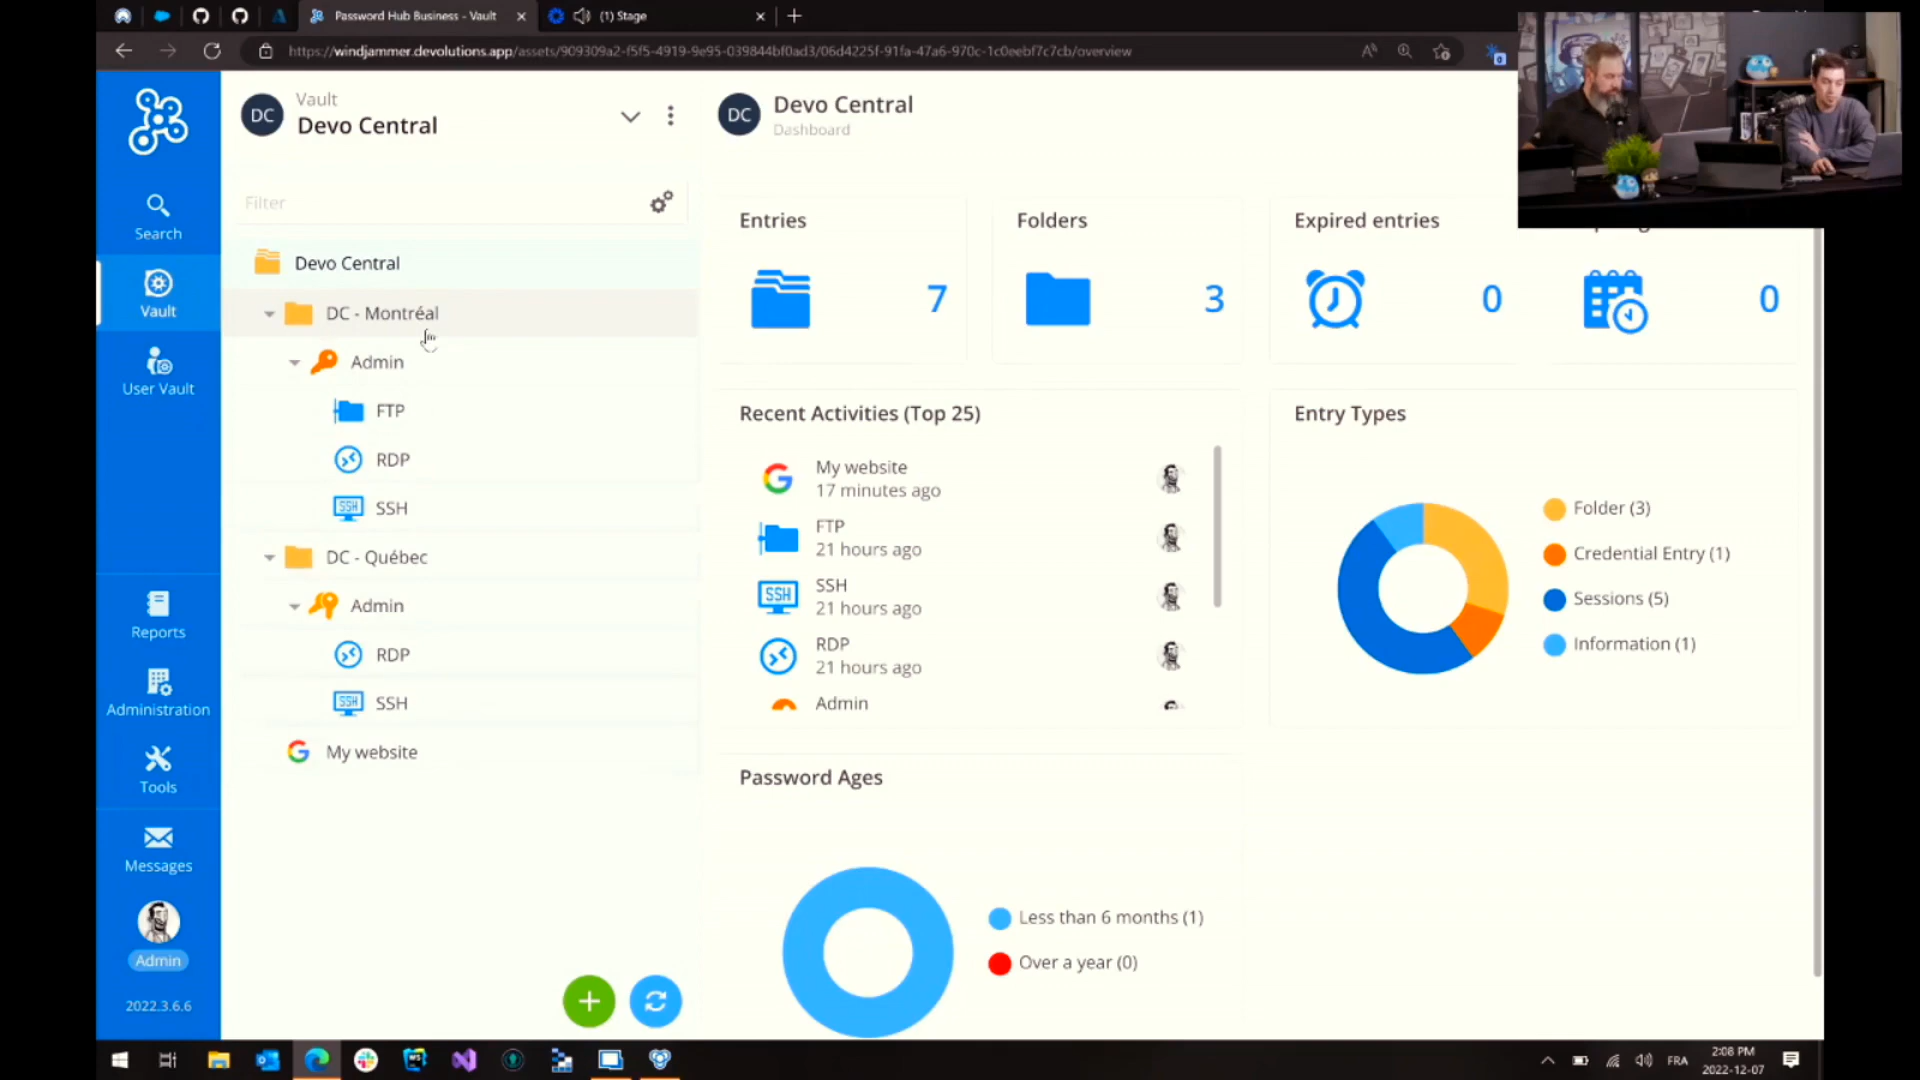 Password Hub Business - Vault
(1) Stage
https://windjammer.devolutions.app/assets/909309a2-f5f5-4919-9e95-039844bf0ad3/06d4225f-91fa-47a6-970c-1c0eebf7c7cb/overview
DC
Vault
Devo Central
Filter
Search
Vault
User Vault
Reports
Administration
Tools
Messages
Admin
2022.3.6.6
Devo Central
DC - Montréal
Admin
FTP
RDP
SSH
SSH
DC - Québec
Admin
RDP
SSH
SSH
My website
DC
Devo Central
Dashboard
Entries
7
Folders
3
Expired entries
0
0
Recent Activities (Top 25)
My website
17 minutes ago
FTP
21 hours ago
SSH
SSH
21 hours ago
RDP
21 hours ago
Admin
Entry Types
Folder (3)
Credential Entry (1)
Sessions (5)
Information (1)
Password Ages
Less than 6 months (1)
Over a year (0)
FRA
2:08 PM
2022-12-07